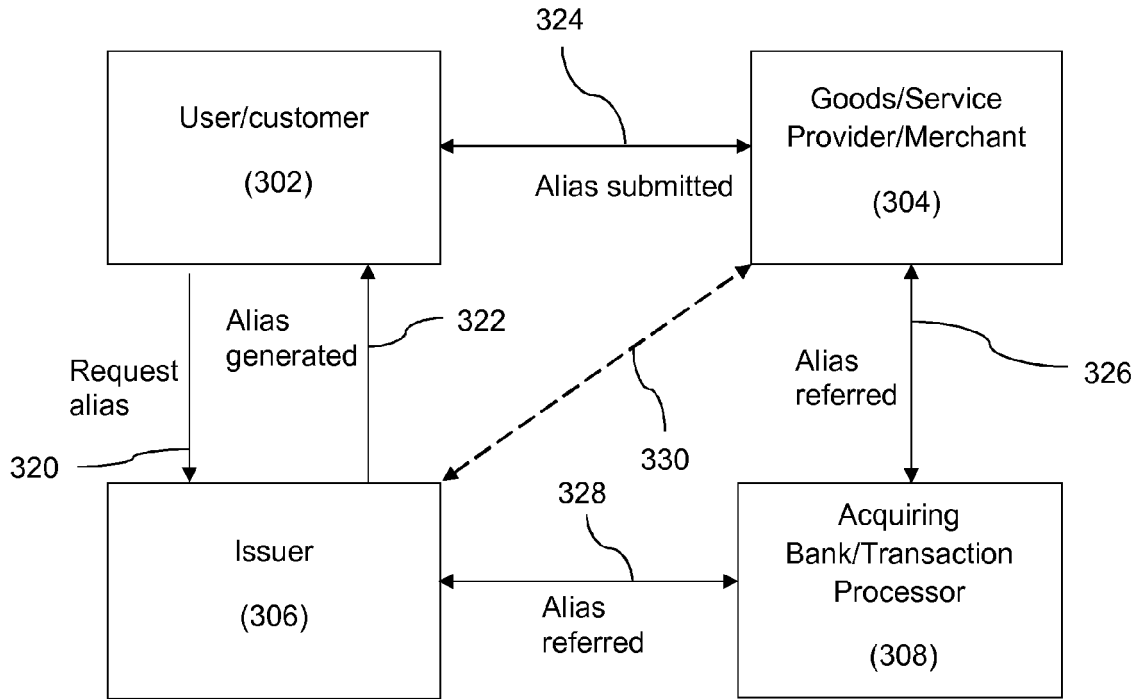 324
User/customer
(302)
Goods/Service
Provider/Merchant
(304)
Alias submitted
Request
alias
320
Alias
generated
322
330
Alias
referred
326
Issuer
(306)
328
Alias
referred
Acquiring
Bank/Transaction
Processor
(308)